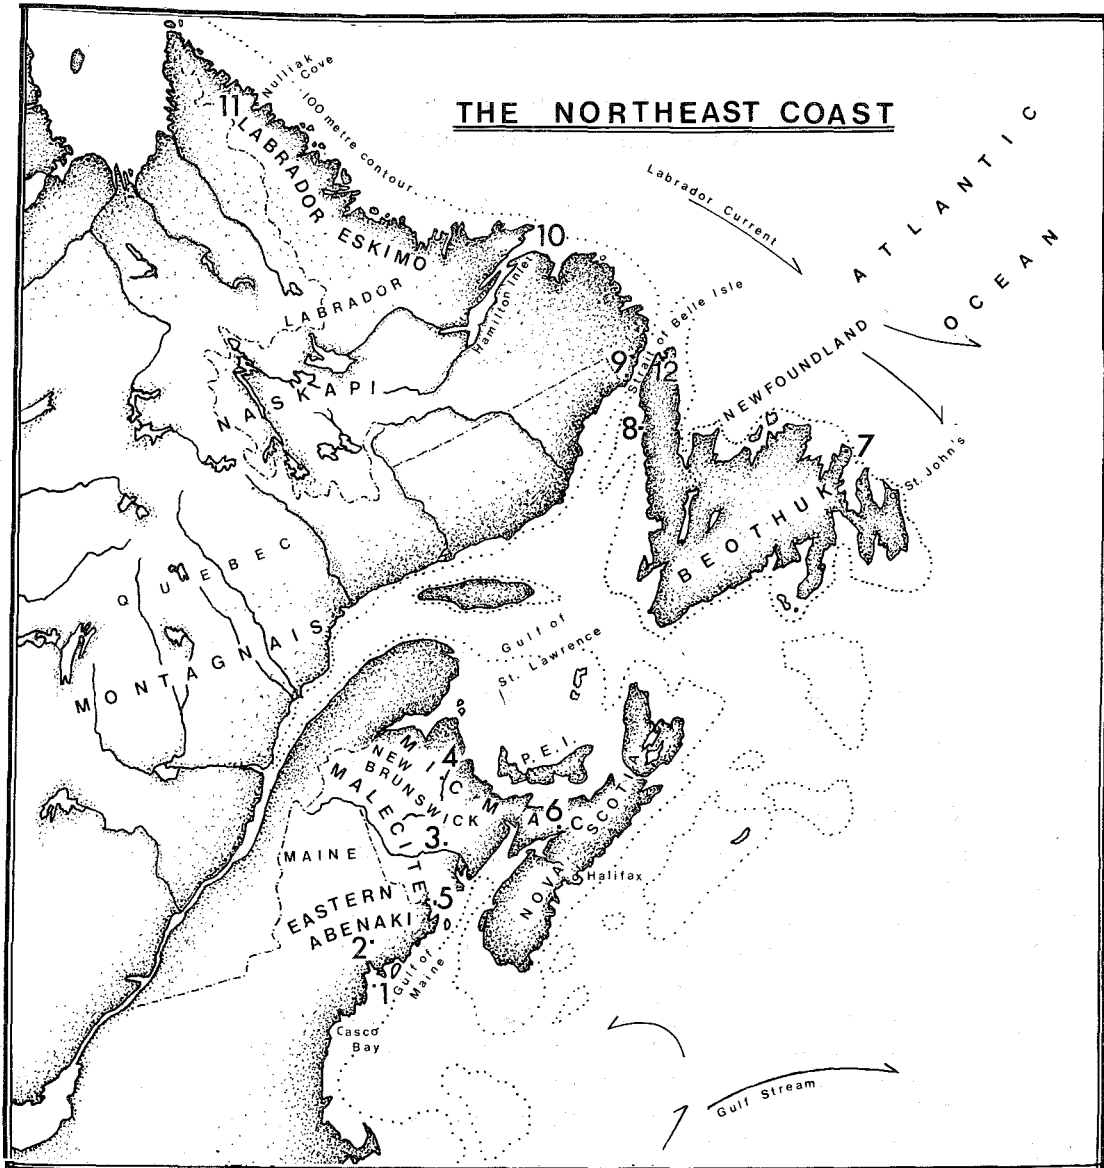 THE NORTHEAST COAST
Nulliak
Cove
100 metre contour
11
LABRADOR ESKIMO
Labrador Current
ATLANTIC
OCEAN
10
Hamilton Inlet
LABRADOR
Strait of Belle Isle
9
12
NASKAPI
NEWFOUNDLAND
8
7
St. John's
BEOTHUK
QUEBEC
MONTAGNAIS
Gulf of
St. Lawrence
P.E.I.
MICMAC
4
NEW
BRUNSWICK
MALECITE
6
NOVA SCOTIA
3
MAINE
Halifax
5
EASTERN
ABENAKI
2
1
Gulf of
Maine
Casco
Bay
Gulf Stream